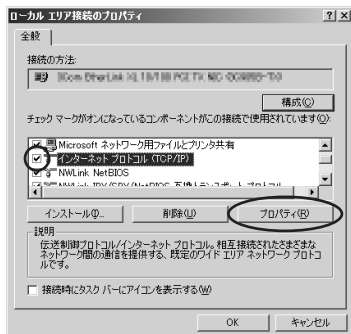 ローカル エリア接続のプロパティ
全般
接続の方法:
構成(C)
チェック マークがオンになっているコンポーネントがこの接続で使用されています(O):
Microsoft ネットワーク用ファイルとプリンタ共有
インターネット プロトコル (TCP/IP)
NWLink NetBIOS
インストール(I)... 削除(U) プロパティ(R)
説明
伝送制御プロトコル/インターネット プロトコル。相互接続されたさまざまな
ネットワーク間の通信を提供する、既定のワイド エリア ネットワーク プロトコ
ルです。
接続時にタスク バーにアイコンを表示する(W)
OK キャンセル